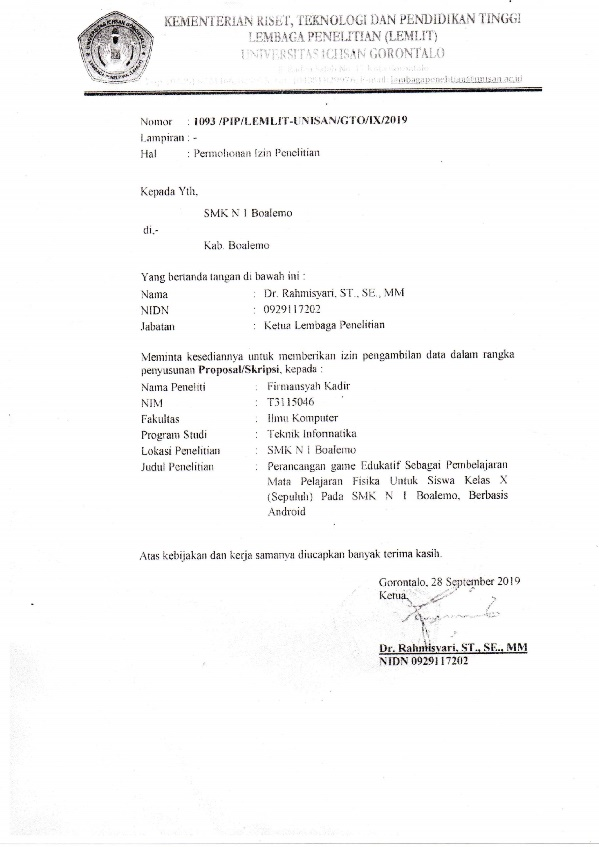 KEMENTERIAN RISET, TEKNOLOGI DAN PENDIDIKAN TINGGI
LEMBAGA PENELITIAN (LEMLIT)
UNIVERSITAS ICHSAN GORONTALO
lembagapenelitian@unisan.ac.id
Nomor : 1093 /PIP/LEMLIT-UNISAN/GTO/IX/2019
Lampiran : -
Hal : Permohonan Izin Penelitian
Kepada Yth,
SMK N 1 Boalemo
di,-
Kab. Boalemo
Yang bertanda tangan di bawah ini :
Nama : Dr. Rahmisyari, ST., SE., MM
NIDN : 0929117202
Jabatan : Ketua Lembaga Penelitian
Meminta kesediannya untuk memberikan izin pengambilan data dalam rangka
penyusunan Proposal/Skripsi, kepada :
Nama Peneliti : Firmansyah Kadir
NIM : T3115046
Fakultas : Ilmu Komputer
Program Studi : Teknik Informatika
Lokasi Penelitian : SMK N 1 Boalemo
Judul Penelitian : Perancangan game Edukatif Sebagai Pembelajaran
Mata Pelajaran Fisika Untuk Siswa Kelas X
(Sepuluh) Pada SMK N 1 Boalemo, Berbasis
Android
Atas kebijakan dan kerja samanya diucapkan banyak terima kasih.
Gorontalo, 28 September 2019
Ketua,
Dr. Rahmisyari, ST., SE., MM
NIDN 0929117202